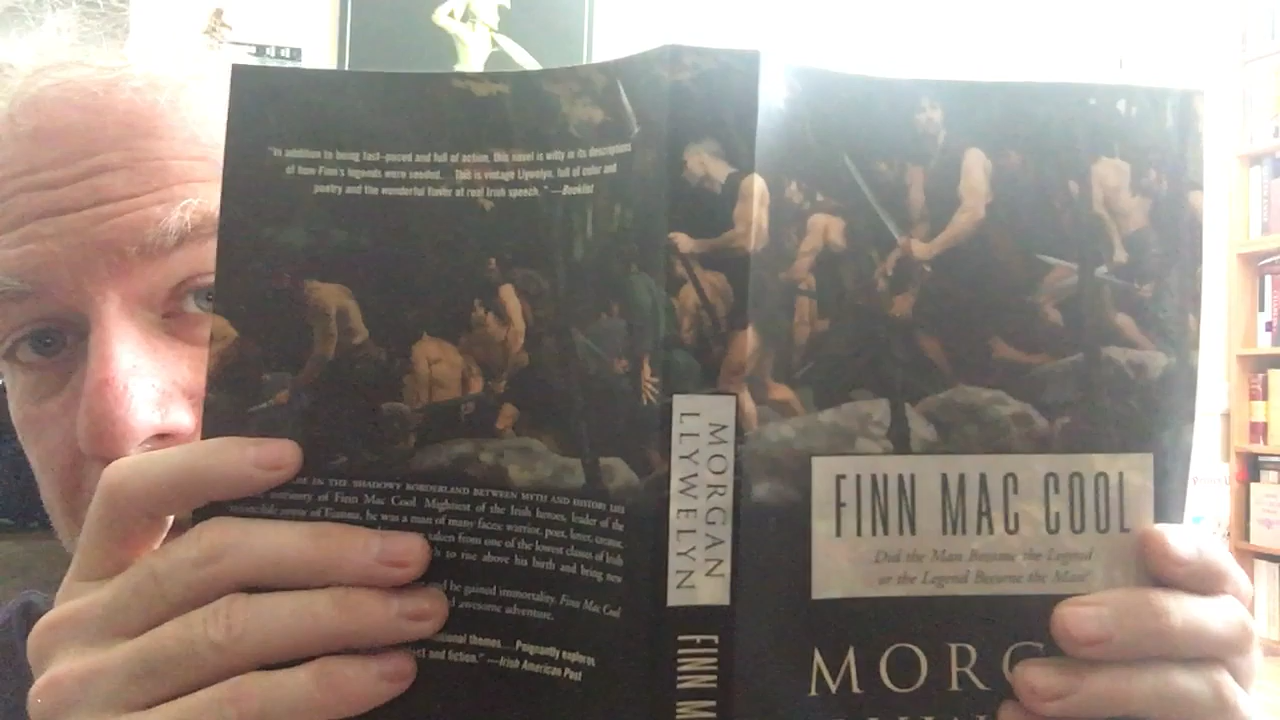 "In addition to being fast-paced and full of action, this novel is witty in its descriptions
of how Finn's legends were seeded.... This is vintage Llywelyn, full of color and
poetry and the wonderful flavor of real Irish speech." —Booklist
IN THE SHADOWY BORDERLAND BETWEEN MYTH AND HISTORY LIES
of Finn Mac Cool. Mightiest of the Irish heroes, leader of the
army of Fianna, he was a man of many faces: warrior, poet, lover, creator.
taken from one of the lowest classes of Irish
to rise above his birth and bring new
he gained immortality. Finn Mac Cool
awesome adventure.
themes.... Poignantly explores
and fiction." —Irish American Post
MORGAN
LLYWELYN
FINN M
FINN MAC COOL
Did the Man Become the Legend
or the Legend Become the Man?
MORG